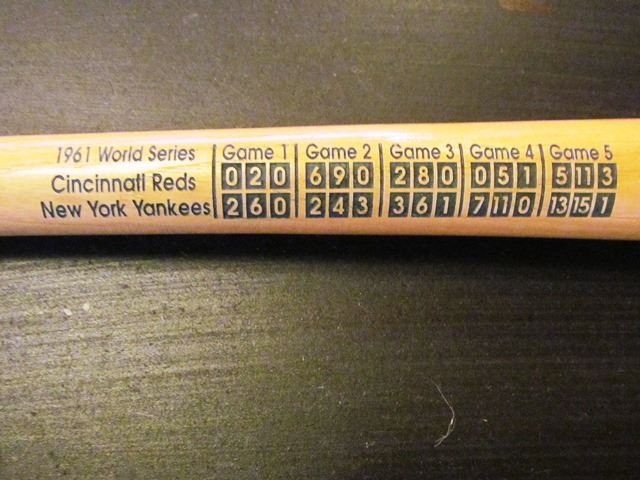 1961 World Series Game 1 Game 2 Game 3 Game 4 Game 5
Cincinnati Reds 0 2 0 6 9 0 2 8 0 0 5 1 5 11 3
New York Yankees 2 6 0 2 4 3 3 6 1 7 11 0 13 15 1